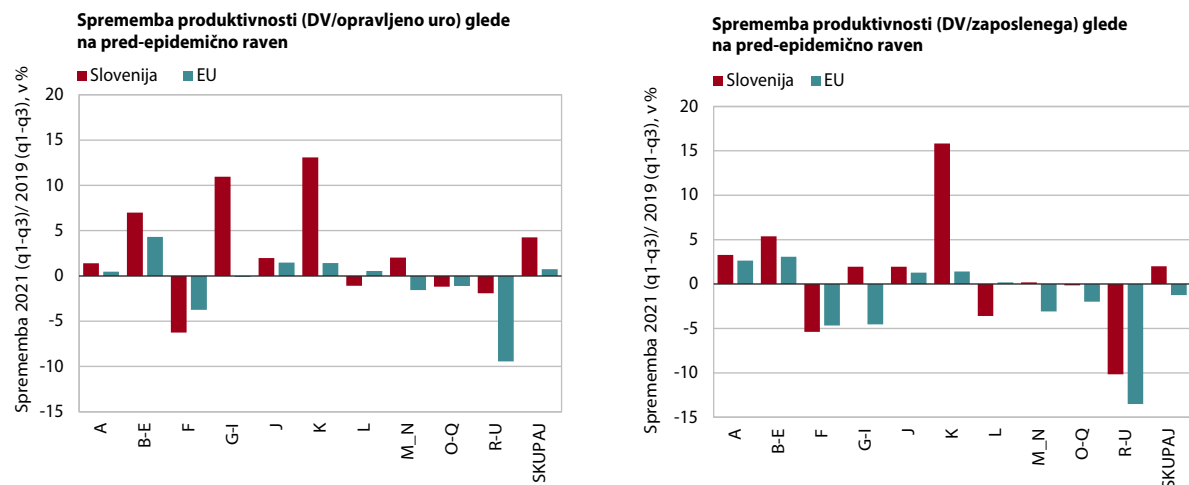 Sprememba produktivnosti (DV/opravljeno uro) glede
na pred-epidemično raven
Slovenija
EU
Sprememba 2021 (q1-q3)/ 2019 (q1-q3), v %
20
15
10
5
0
-5
-10
-15
A
B-E
F
G-I
J
K
L
M_N
O-Q
R-U
SKUPAJ
Sprememba produktivnosti (DV/zaposlenega) glede
na pred-epidemično raven
Slovenija
EU
Sprememba 2021 (q1-q3)/ 2019 (q1-q3), v %
20
15
10
5
0
-5
-10
-15
A
B-E
F
G-I
J
K
L
M_N
O-Q
R-U
SKUPAJ